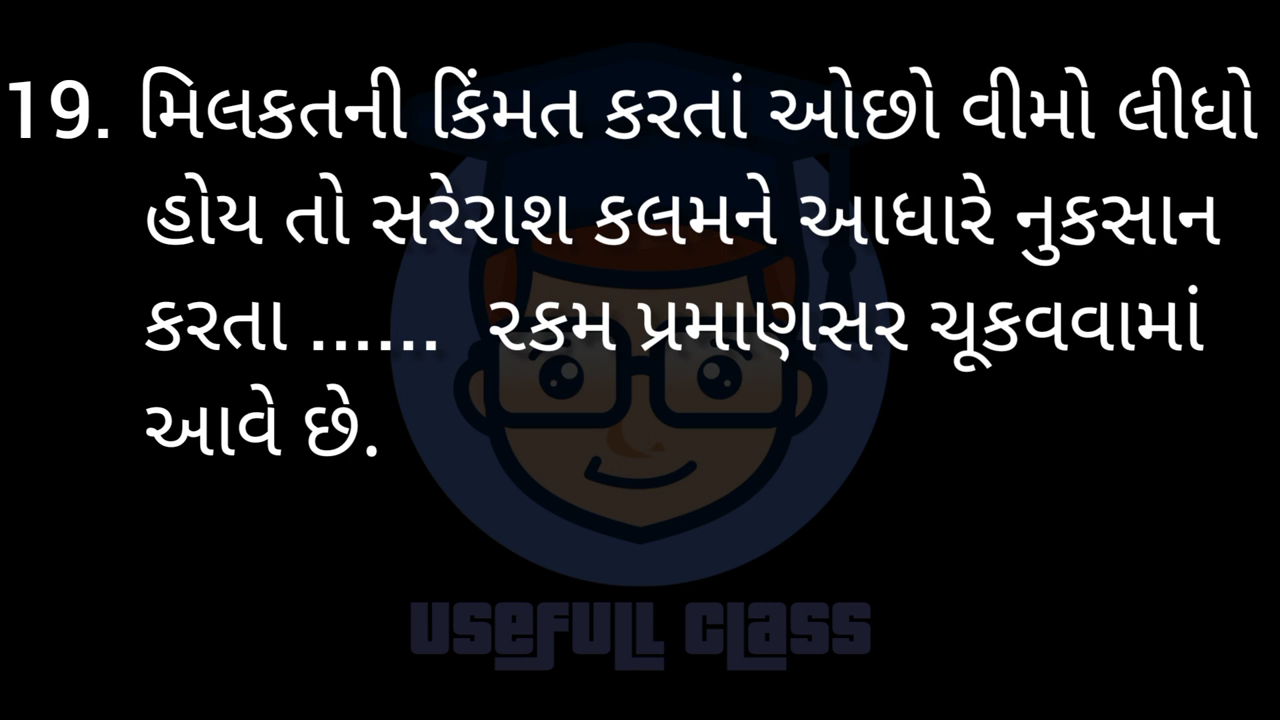 19. મિલકતની કિંમત કરતાં ઓછો વીમો લીધો
હોય તો સરેરાશ કલમને આધારે નુકસાન
કરતા ...... રકમ પ્રમાણસર ચૂકવવામાં
આવે છે.
USEFULL CLASS